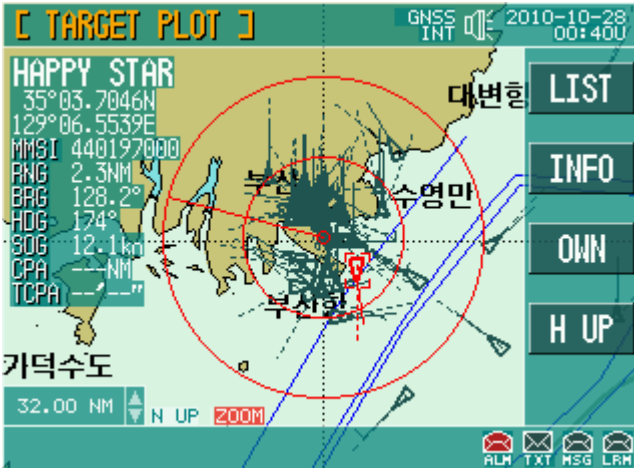 [ TARGET PLOT ]
GNSS INT
2010-10-28
00:40U
HAPPY STAR
35°03.7046N
129°06.5539E
MMSI 440197000
RNG 2.3NM
BRG 128.2°
HDG 174°
SOG 12.1kn
CPA ---NM
TCPA --'--"
대변항
부산
수영만
부산항
가덕수도
LIST
INFO
OWN
H UP
32.00 NM
N UP ZOOM
ALM TXT MSG LRM